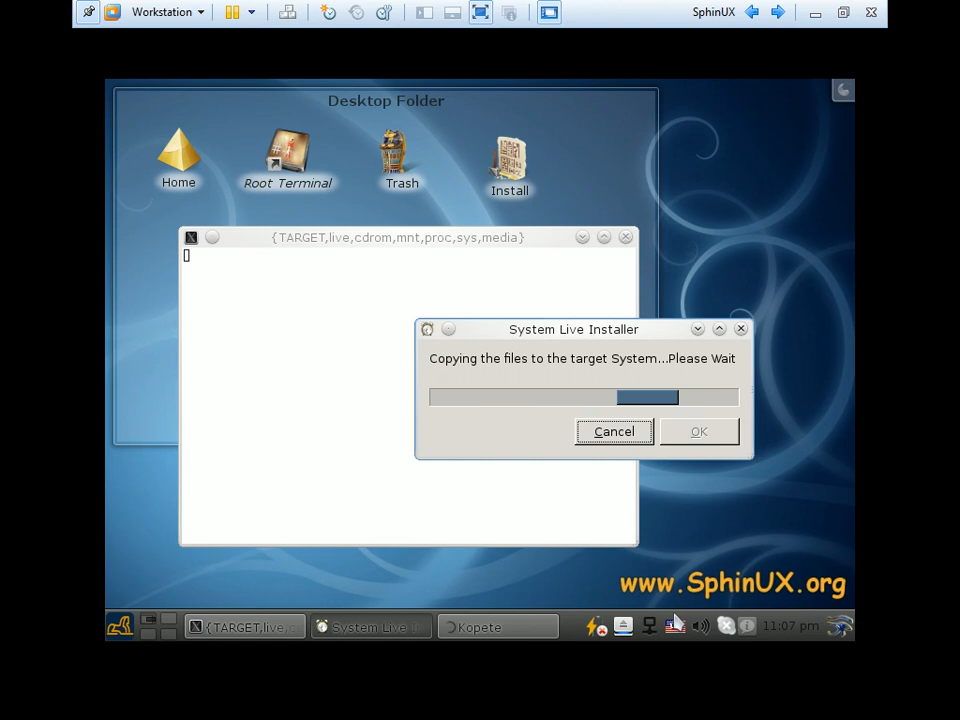 Workstation
SphinUX
Desktop Folder
Home
Root Terminal
Trash
Install
{TARGET,live,cdrom,mnt,proc,sys,media}
System Live Installer
Copying the files to the target System...Please Wait
Cancel
OK
www.SphinUX.org
{TARGET,live,c
System Live
Kopete
11:07 pm